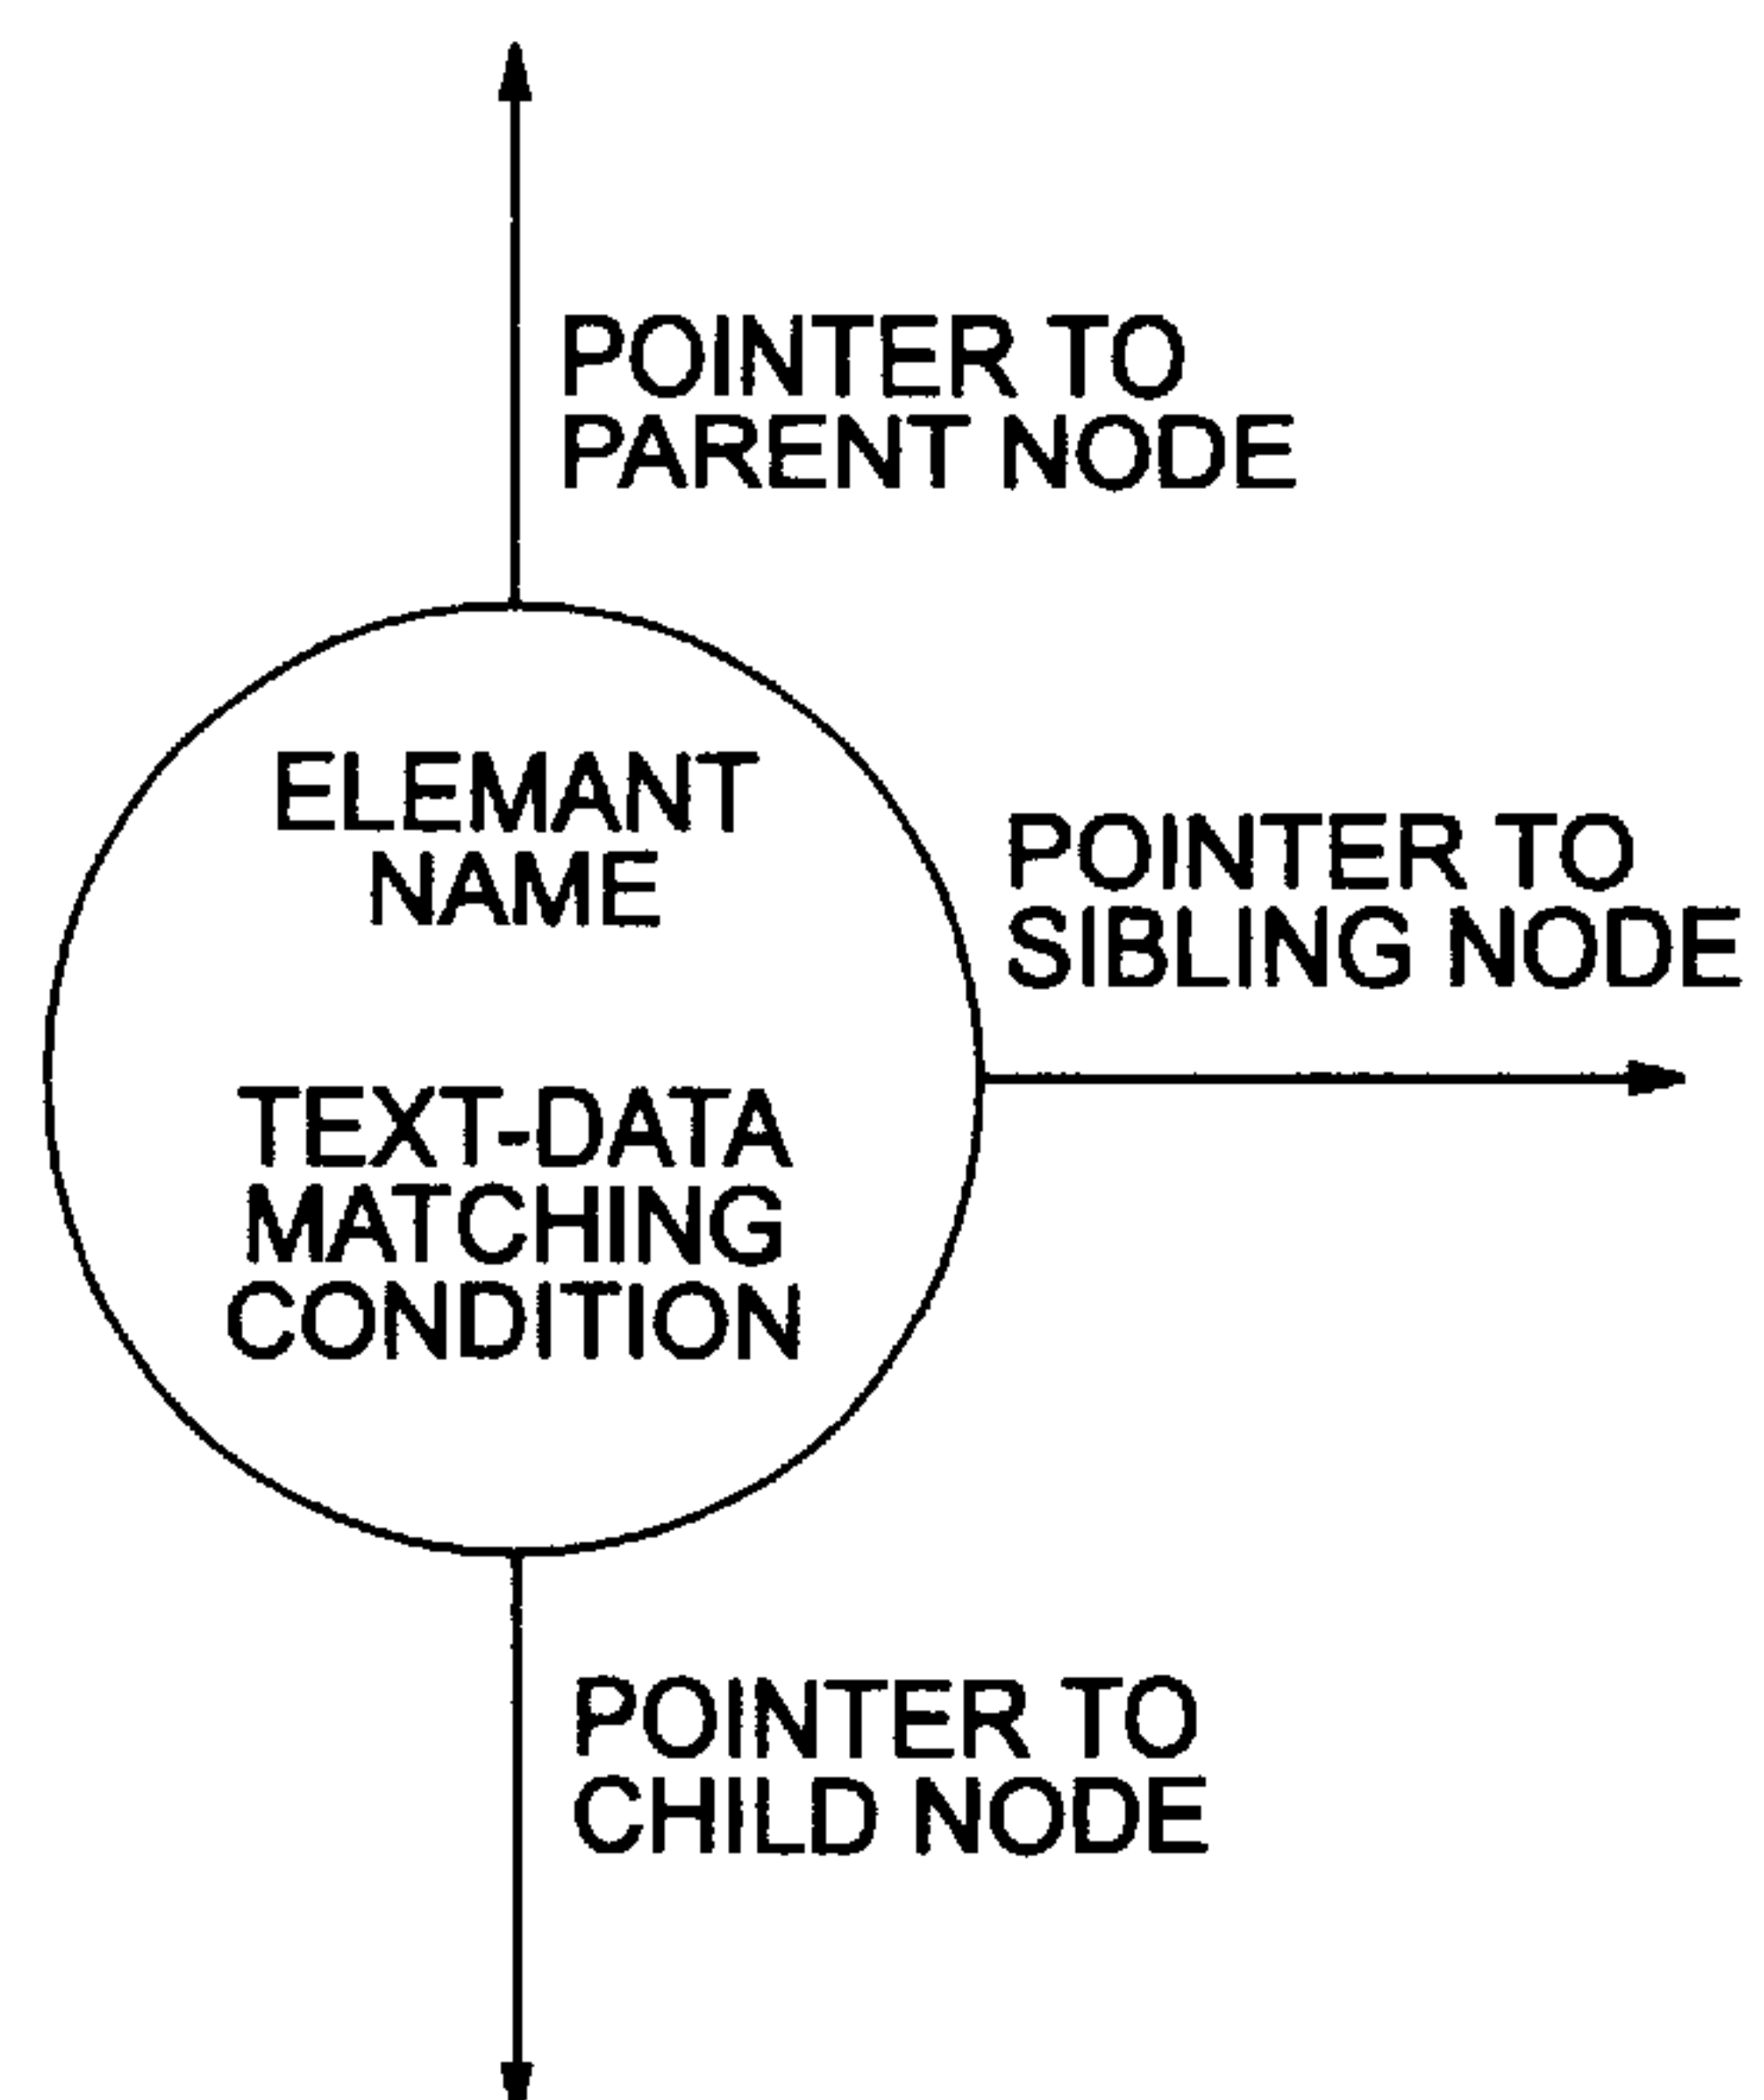 POINTER TO
PARENT NODE
ELEMANT
NAME
POINTER TO
SIBLING NODE
TEXT-DATA
MATCHING
CONDITION
POINTER TO
CHILD NODE